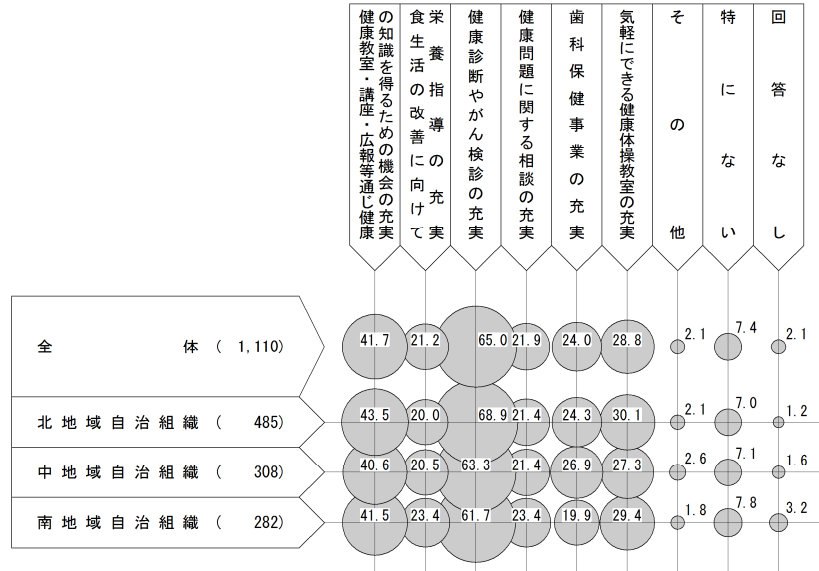 健康教室・講座・広報等通じ健康
の知識を得るための機会の充実
食生活の改善に向けて
栄養指導の充実
健康診断やがん検診の充実
健康問題に関する相談の充実
歯科保健事業の充実
気軽にできる健康体操教室の充実
その他
特にない
回答なし
全体 ( 1,110) 41.7 21.2 65.0 21.9 24.0 28.8 2.1 7.4 2.1
北地域自治組織 ( 485) 43.5 20.0 68.9 21.4 24.3 30.1 2.1 7.0 1.2
中地域自治組織 ( 308) 40.6 20.5 63.3 21.4 26.9 27.3 2.6 7.1 1.6
南地域自治組織 ( 282) 41.5 23.4 61.7 23.4 19.9 29.4 1.8 7.8 3.2